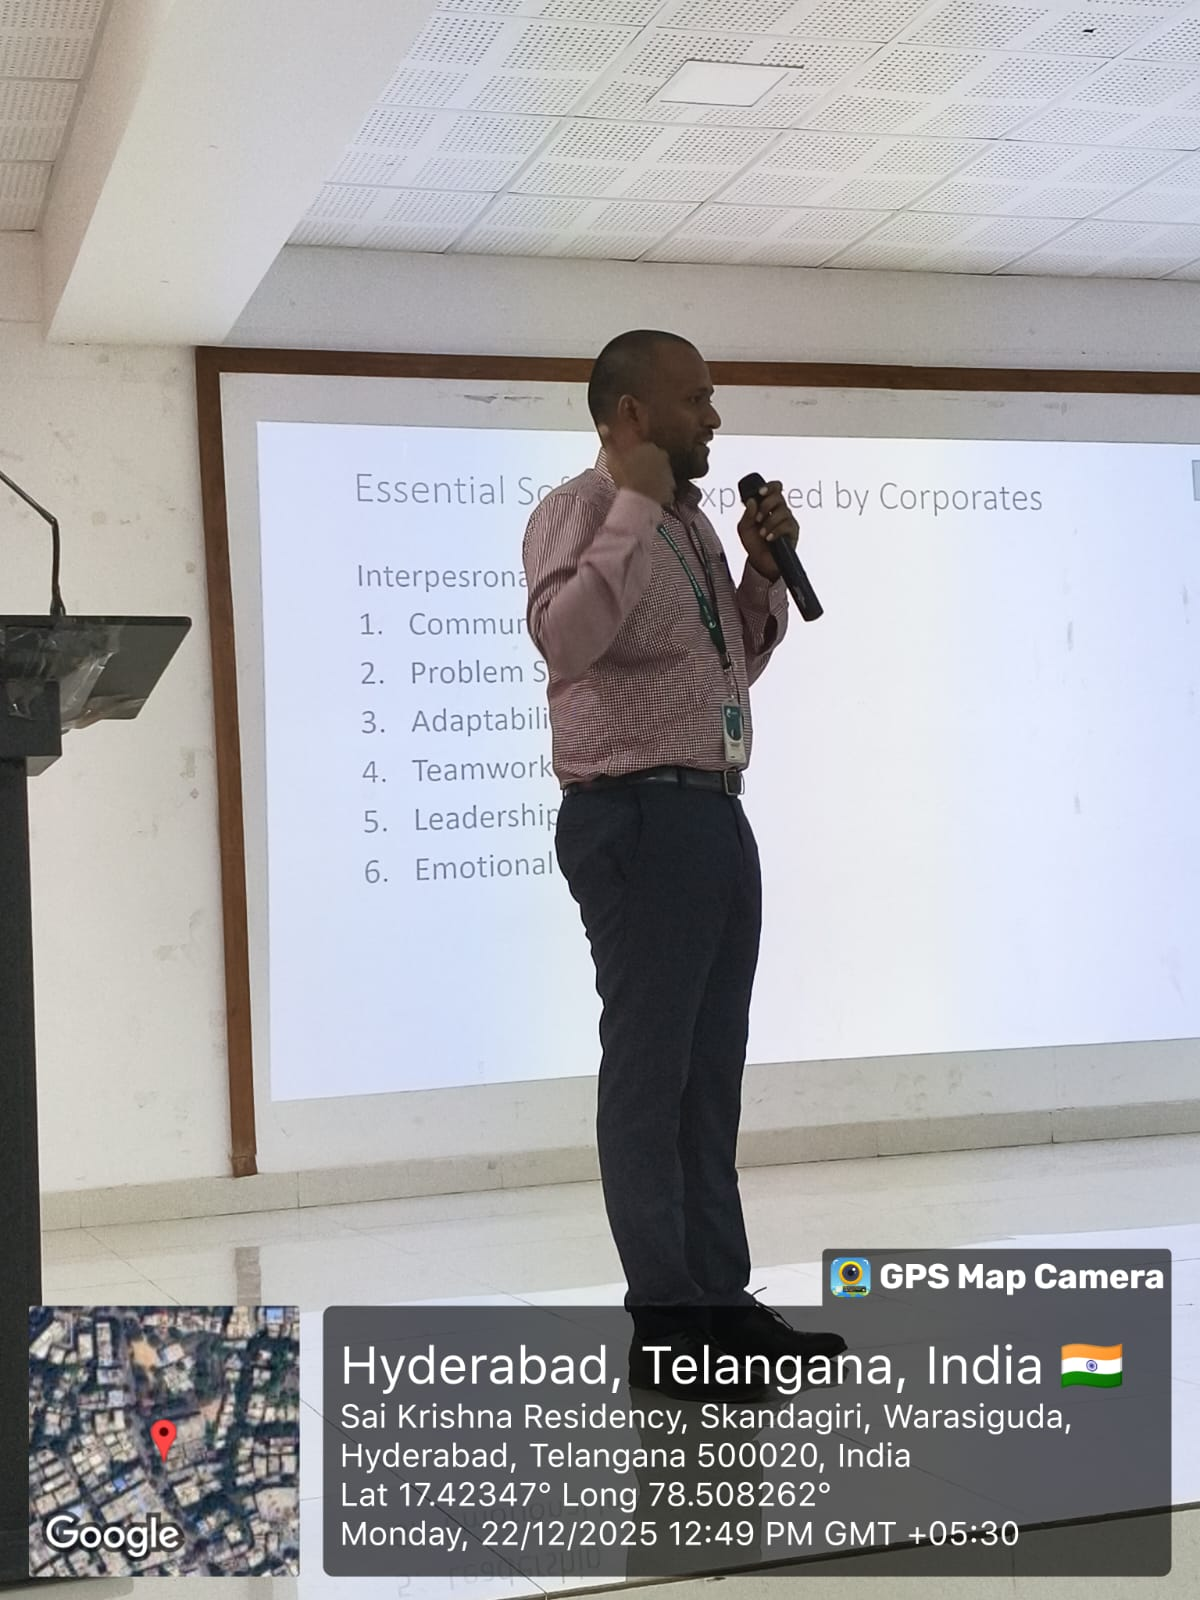 Essential Sof xp ed by Corporates
Interpesrona
1. Commun
2. Problem S
3. Adaptabili
4. Teamwork
5. Leadership
6. Emotional
GPS Map Camera
Hyderabad, Telangana, India
Sai Krishna Residency, Skandagiri, Warasiguda,
Hyderabad, Telangana 500020, India
Lat 17.42347° Long 78.508262°
Monday, 22/12/2025 12:49 PM GMT +05:30
Google